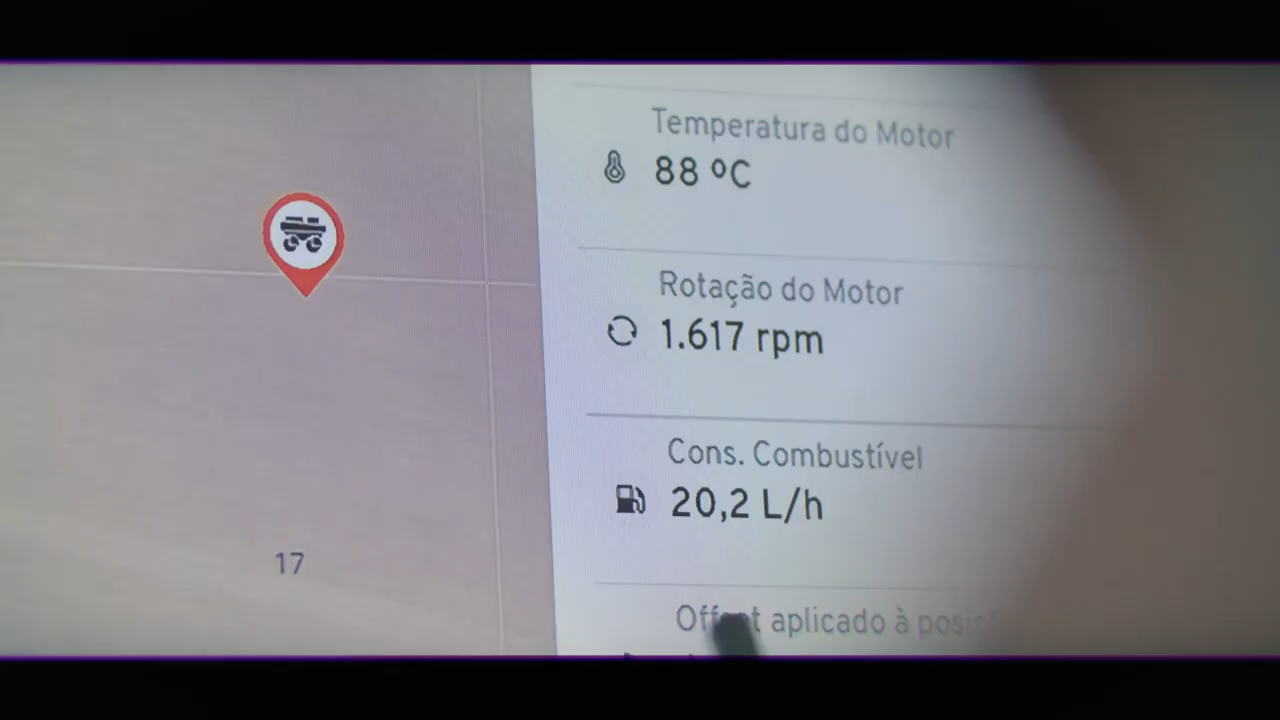 Temperatura do Motor
88 ºC
Rotação do Motor
1.617 rpm
Cons. Combustível
20,2 L/h
17
aplicado à